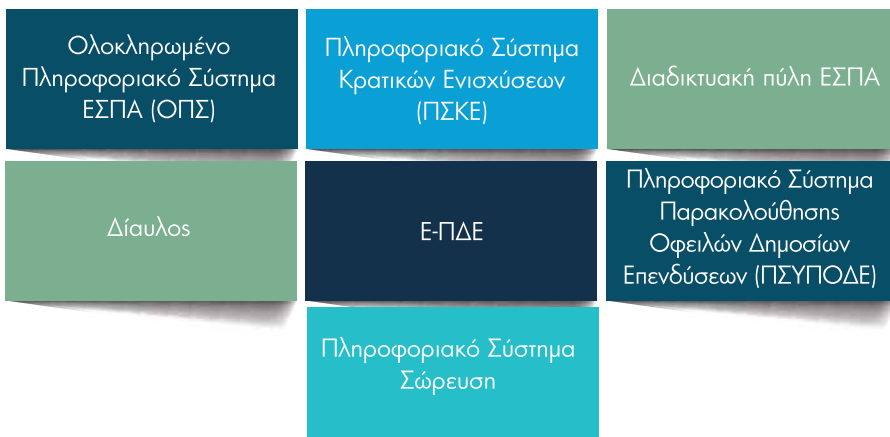 Ολοκληρωμένο
Πληροφοριακό Σύστημα
ΕΣΠΑ (ΟΠΣ)
Πληροφοριακό Σύστημα
Κρατικών Ενισχύσεων
(ΠΣΚΕ)
Διαδικτυακή πύλη ΕΣΠΑ
Δίαυλος
Ε-ΠΔΕ
Πληροφοριακό Σύστημα
Παρακολούθησης
Οφειλών Δημοσίων
Επενδύσεων (ΠΣΥΠΟΔΕ)
Πληροφοριακό Σύστημα
Σώρευση